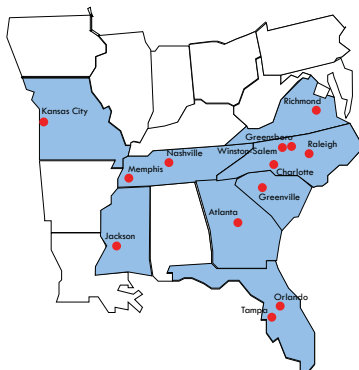 Richmond
Kansas City
Greensboro
Winston-Salem
Raleigh
Nashville
Memphis
Charlotte
Greenville
Atlanta
Jackson
Orlando
Tampa